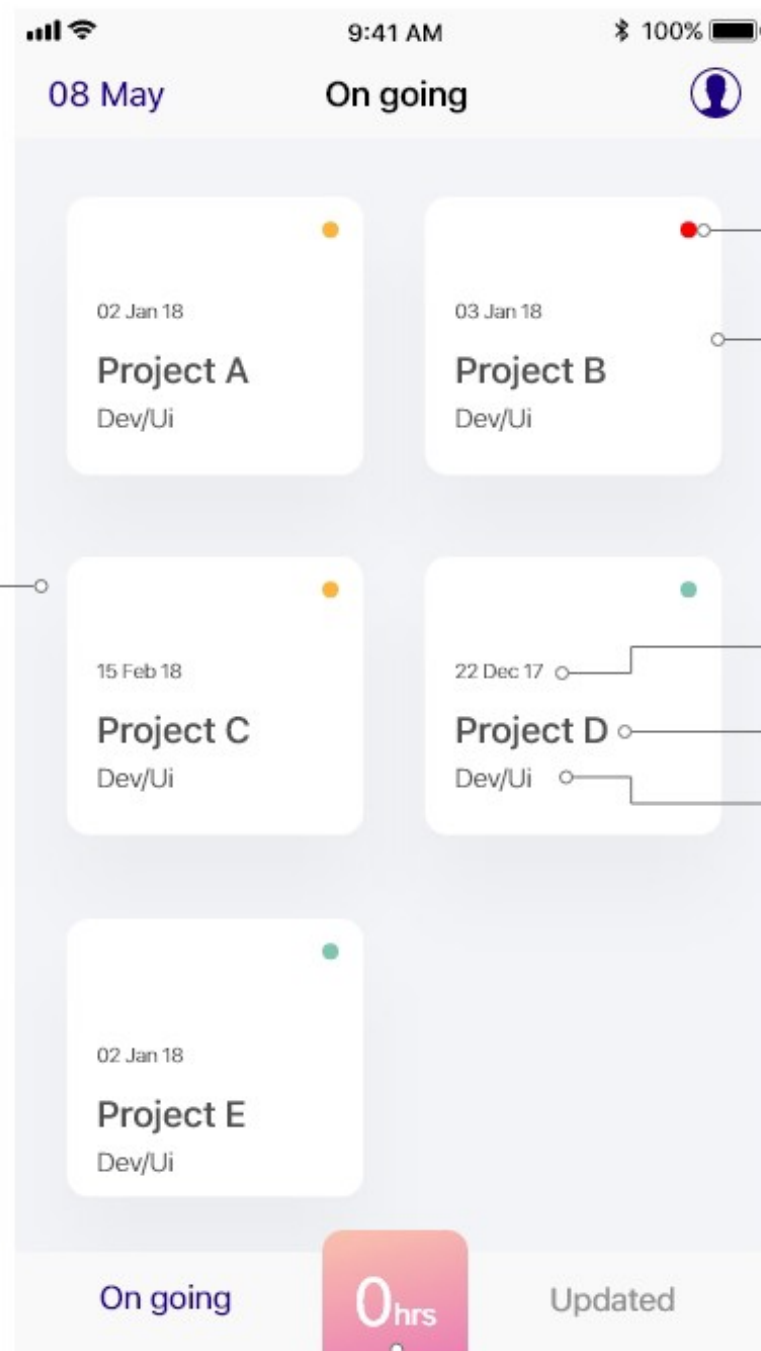 9:41 AM
100%
08 May
On going
02 Jan 18
Project A
Dev/Ui
03 Jan 18
Project B
Dev/Ui
15 Feb 18
Project C
Dev/Ui
22 Dec 17
Project D
Dev/Ui
02 Jan 18
Project E
Dev/Ui
On going
0hrs
Updated